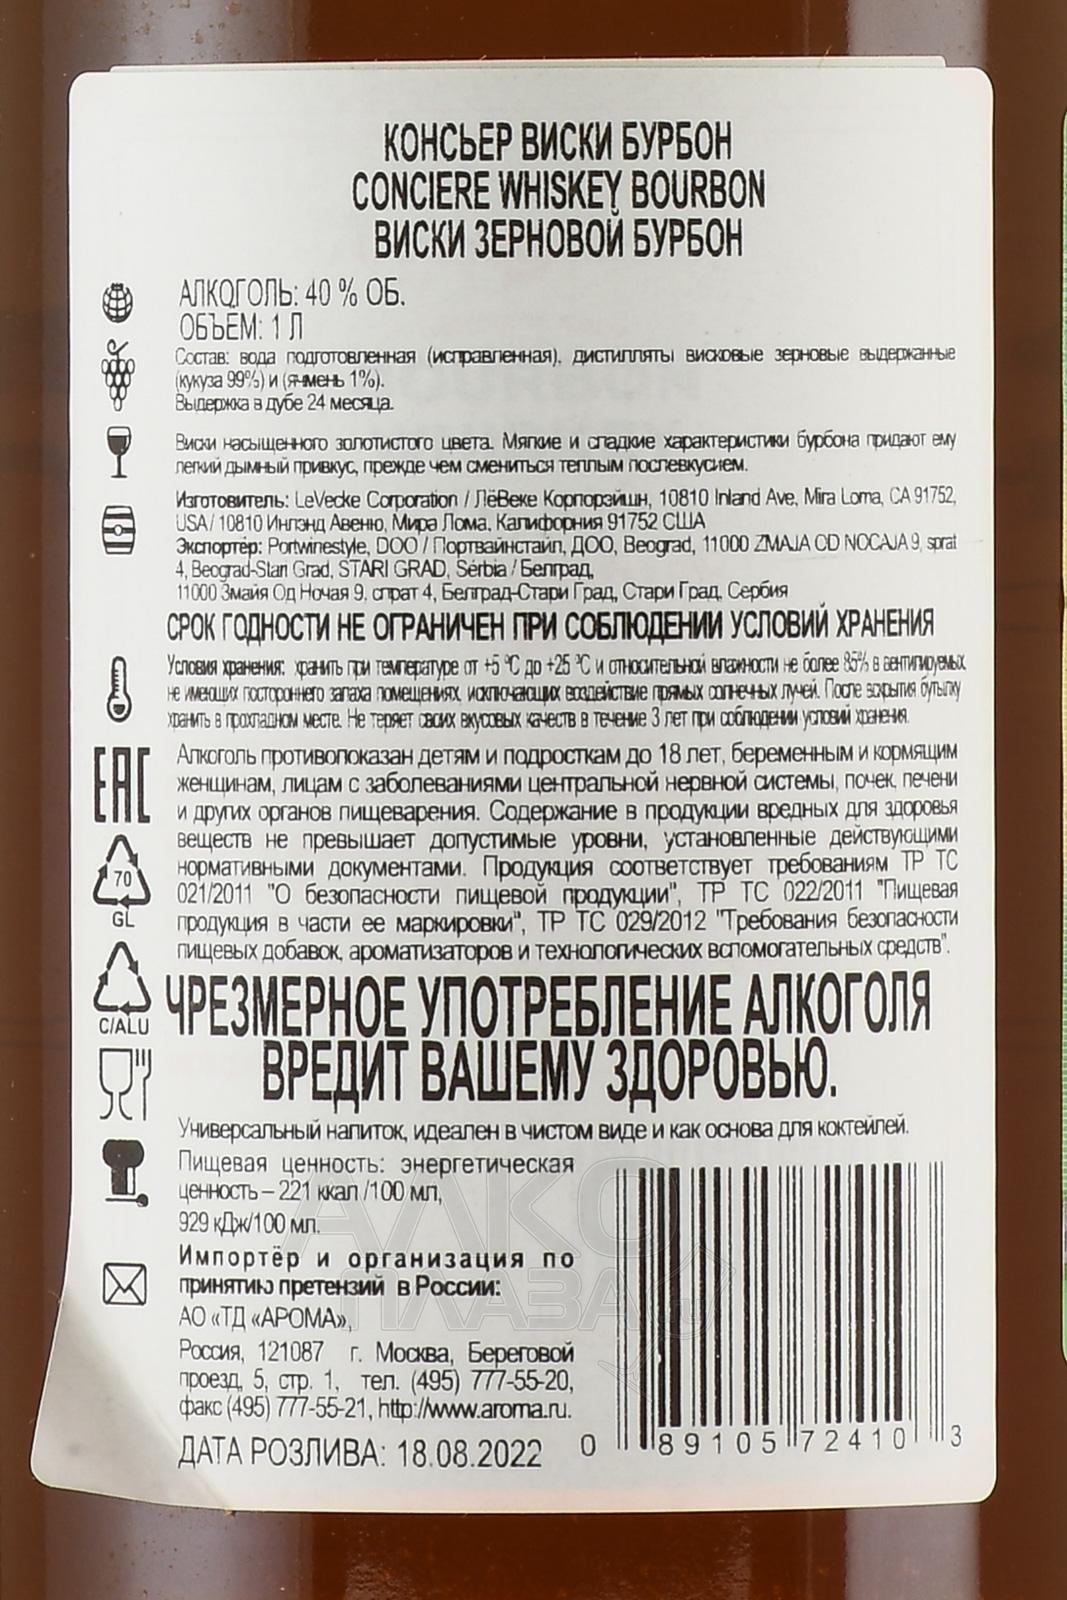 КОНСЬЕР ВИСКИ БУРБОН
CONCIERE WHISKEY BOURBON
ВИСКИ ЗЕРНОВОЙ БУРБОН
АЛКОГОЛЬ: 40 % ОБ.
ОБЪЕМ: 1 Л
Состав: вода подготовленная (исправленная), дистилляты висковые зерновые выдержанные
(кукуза 99%) и (ячмень 1%).
Выдержка в дубе 24 месяца.
Виски насыщенного золотистого цвета. Мягкие и сладкие характеристики бурбона придают ему
легкий дымный привкус, прежде чем смениться теплым послевкусием.
Изготовитель: LeVecke Corporation / ЛёВеке Корпорэйшн, 10810 Inland Ave, Mira Loma, CA 91752,
USA / 10810 Инлэнд Авеню, Мира Лома, Калифорния 91752 США
Экспортёр: Portwinestyle, DOO / Портвайнстайл, ДОО, Beograd, 11000 ZMAJA OD NOCAJA 9, sprat
4, Beograd-Stari Grad, STARI GRAD, Serbia / Белград,
11000 Змайя Од Ночая 9, спрат 4, Белград-Стари Град, Стари Град, Сербия
СРОК ГОДНОСТИ НЕ ОГРАНИЧЕН ПРИ СОБЛЮДЕНИИ УСЛОВИЙ ХРАНЕНИЯ
Условия хранения: хранить при температуре от +5 °С до +25 °С и относительной влажности не более 85% в вентилируемых,
не имеющих постороннего запаха помещениях, исключающих воздействие прямых солнечных лучей. После вскрытия бутылку
хранить в прохладном месте. Не теряет своих вкусовых качеств в течение 3 лет при соблюдении условий хранения.
EAC
Алкоголь противопоказан детям и подросткам до 18 лет, беременным и кормящим
женщинам, лицам с заболеваниями центральной нервной системы, почек, печени
и других органов пищеварения. Содержание в продукции вредных для здоровья
веществ не превышает допустимые уровни, установленные действующими
нормативными документами. Продукция соответствует требованиям ТР ТС
021/2011 "О безопасности пищевой продукции", ТР ТС 022/2011 "Пищевая
продукция в части ее маркировки", ТР ТС 029/2012 "Требования безопасности
пищевых добавок, ароматизаторов и технологических вспомогательных средств".
70
GL
C/ALU
ЧРЕЗМЕРНОЕ УПОТРЕБЛЕНИЕ АЛКОГОЛЯ
ВРЕДИТ ВАШЕМУ ЗДОРОВЬЮ.
Универсальный напиток, идеален в чистом виде и как основа для коктейлей.
Пищевая ценность: энергетическая
ценность – 221 ккал /100 мл,
929 кДж/100 мл.
Импортёр и организация по
принятию претензий в России:
АО «ТД «АРОМА»,
Россия, 121087 г. Москва, Береговой
проезд, 5, стр. 1, тел. (495) 777-55-20,
факс (495) 777-55-21, http://www.aroma.ru.
ДАТА РОЗЛИВА: 18.08.2022
0 89105 72410 3
АЛКО
ПЛАЗА